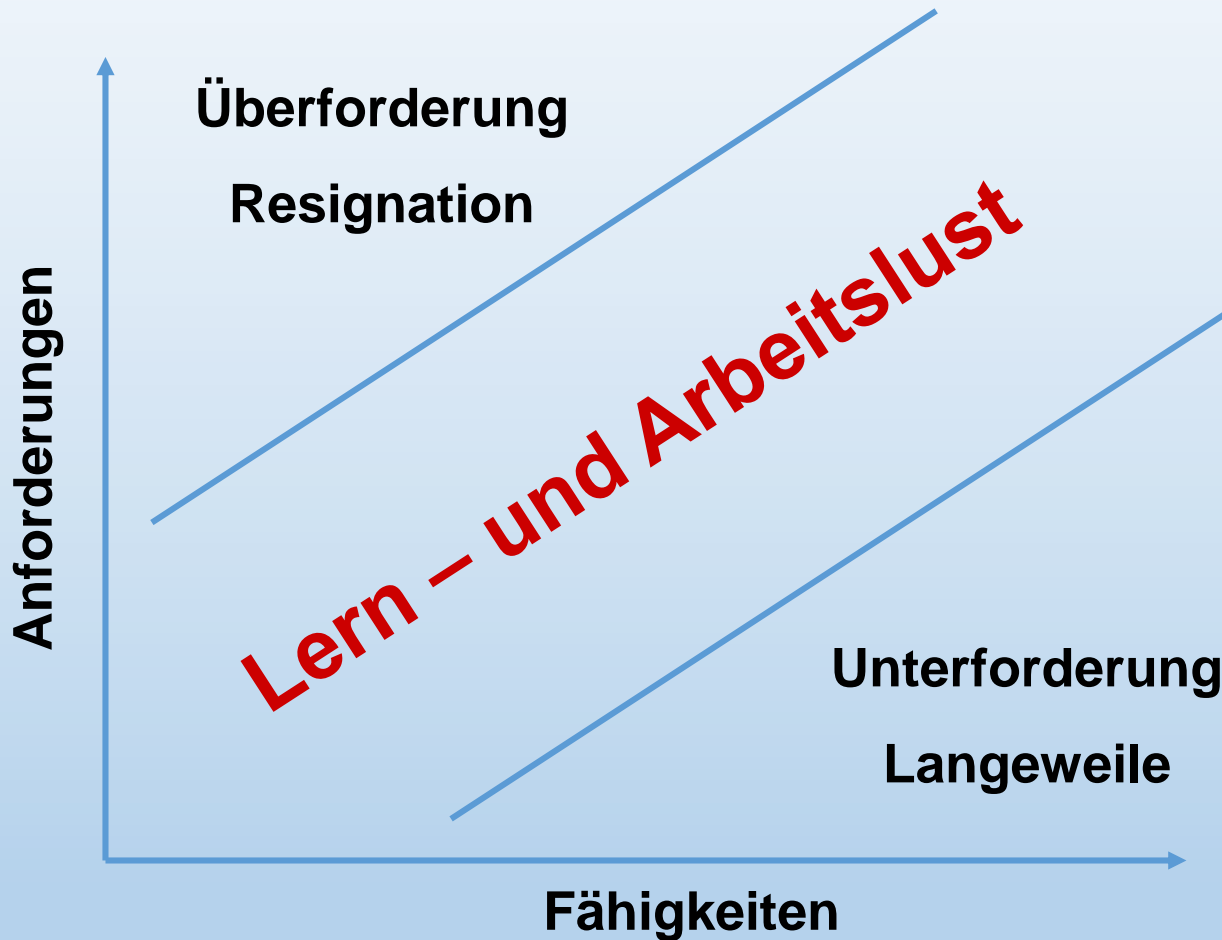 Überforderung
Resignation
Anforderungen
Lern – und Arbeitslust
Unterforderung
Langeweile
Fähigkeiten